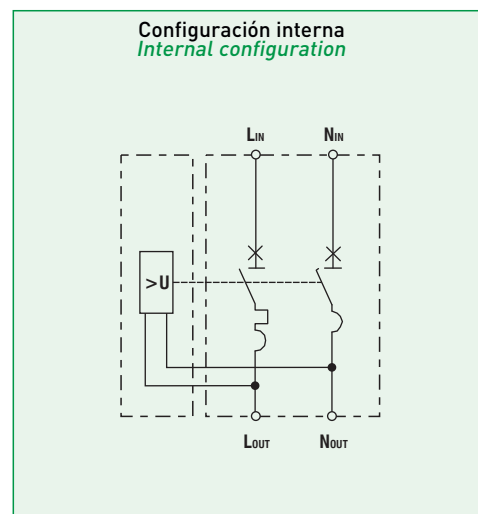 Configuración interna
Internal configuration
LIN NIN
>U
LOUT NOUT